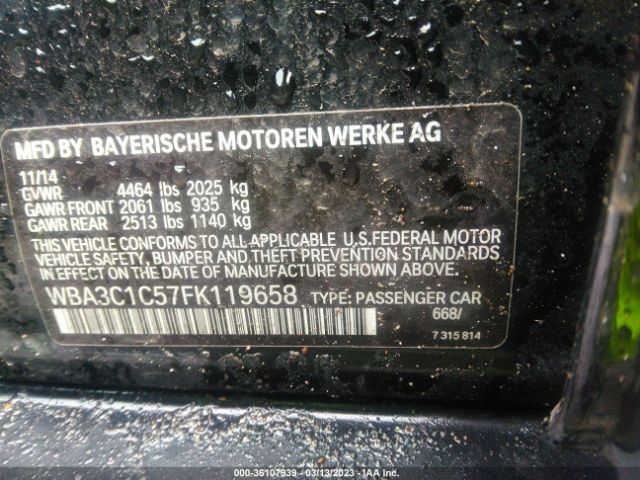 MFD BY BAYERISCHE MOTOREN WERKE AG
11/14
GVWR 4464 lbs 2025 kg
GAWR FRONT 2061 lbs 935 kg
GAWR REAR 2513 lbs 1140 kg
THIS VEHICLE CONFORMS TO ALL APPLICABLE U.S.FEDERAL MOTOR
VEHICLE SAFETY, BUMPER AND THEFT PREVENTION STANDARDS
IN EFFECT ON THE DATE OF MANUFACTURE SHOWN ABOVE.
WBA3C1C57FK119658 TYPE: PASSENGER CAR
668/
7 315 814
000-36107939 - 03/13/2023 - IAA Inc.